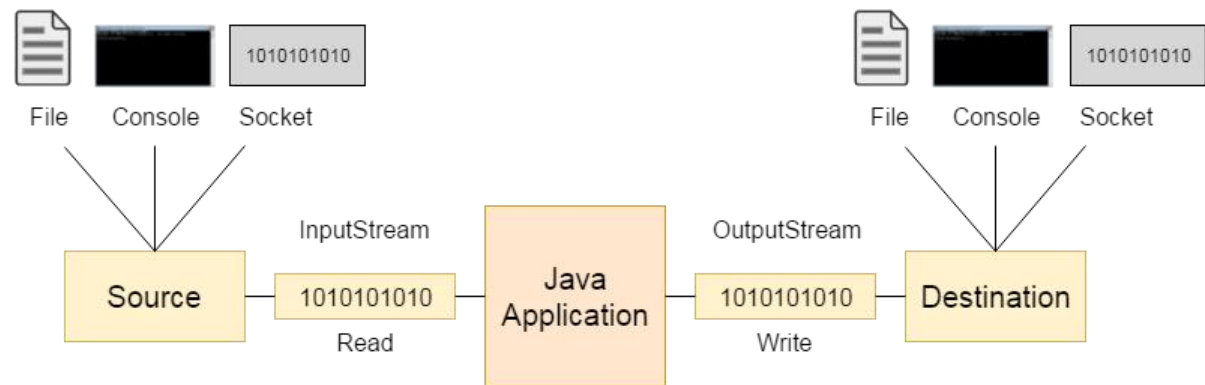 1010101010
1010101010
File Console Socket
File Console Socket
InputStream
OutputStream
Source
1010101010
Java
Application
1010101010
Destination
Read
Write